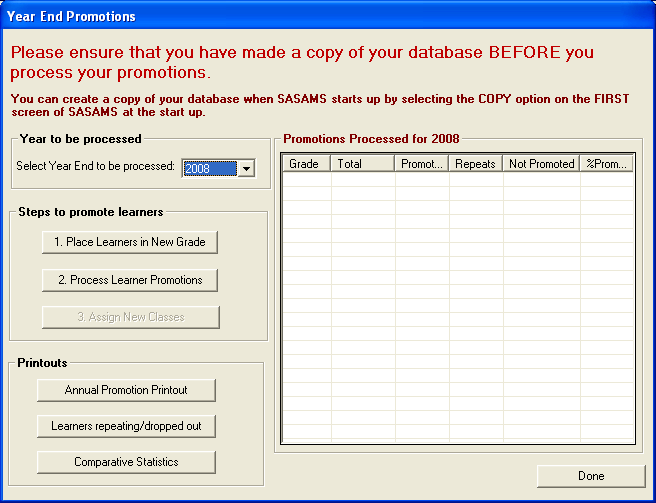 Year End Promotions
Please ensure that you have made a copy of your database BEFORE you
process your promotions.
You can create a copy of your database when SASAMS starts up by selecting the COPY option on the FIRST
screen of SASAMS at the start up.
Year to be processed
Select Year End to be processed: 2008
Steps to promote learners
1. Place Learners in New Grade
2. Process Learner Promotions
3. Assign New Classes
Printouts
Annual Promotion Printout
Learners repeating/dropped out
Comparative Statistics
Promotions Processed for 2008
Grade Total Promot... Repeats Not Promoted %Prom...
Done